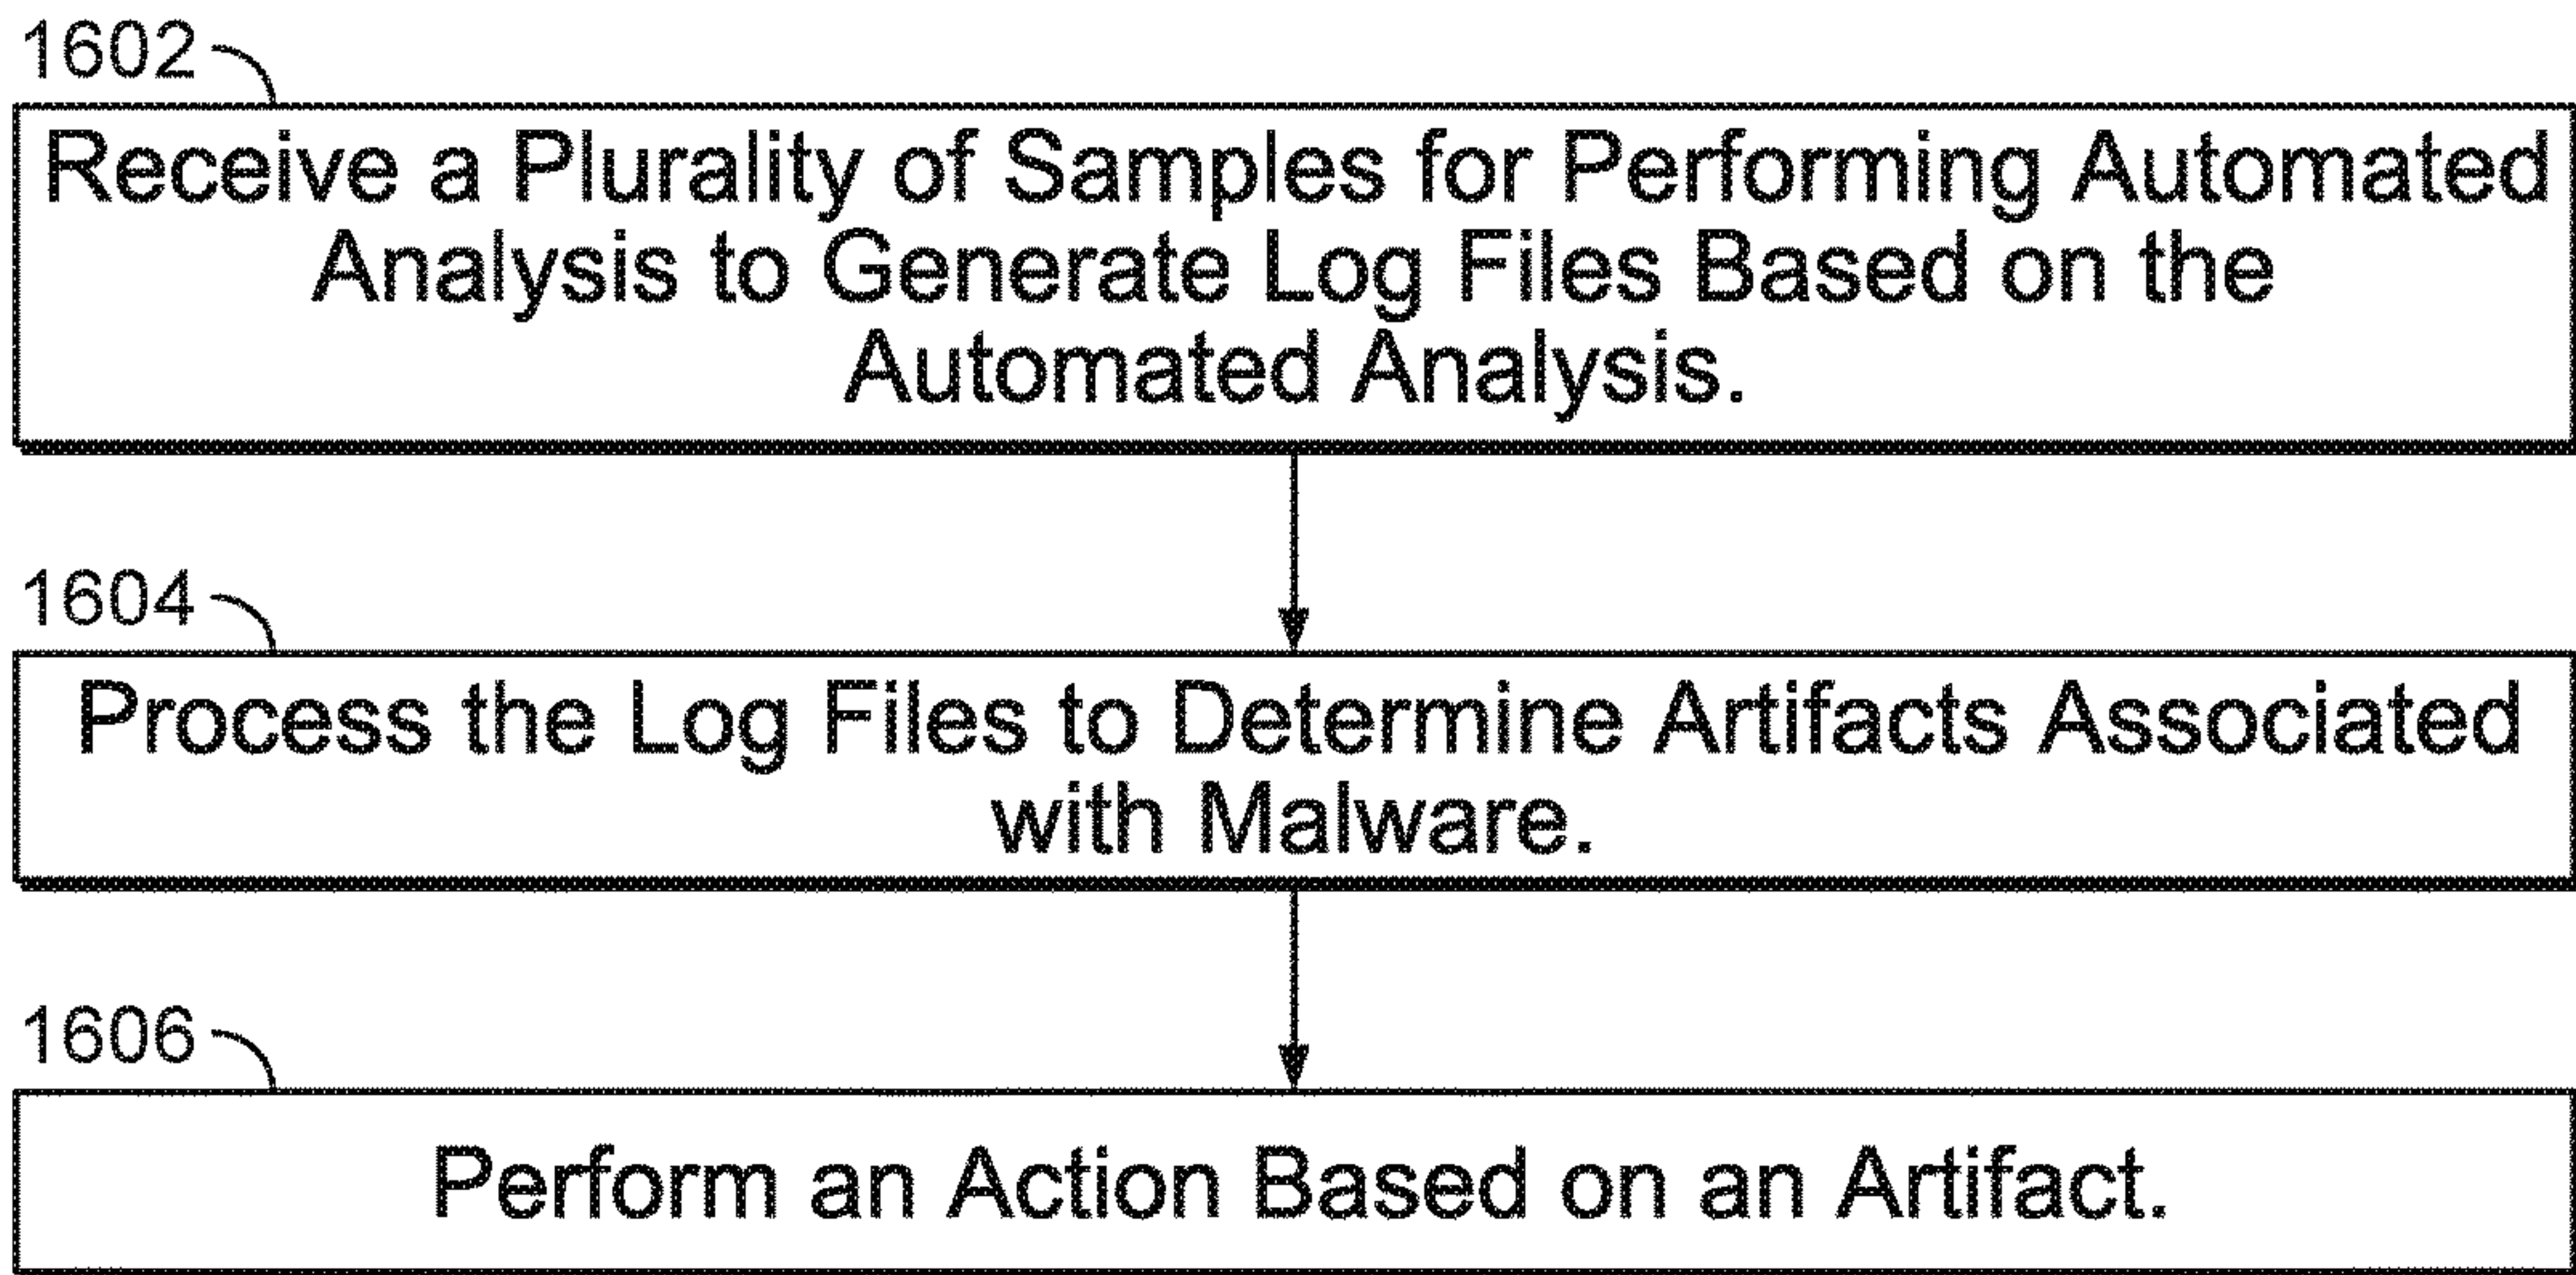 1602
Receive a Plurality of Samples for Performing Automated
Analysis to Generate Log Files Based on the
Automated Analysis.
1604
Process the Log Files to Determine Artifacts Associated
with Malware.
1606
Perform an Action Based on an Artifact.